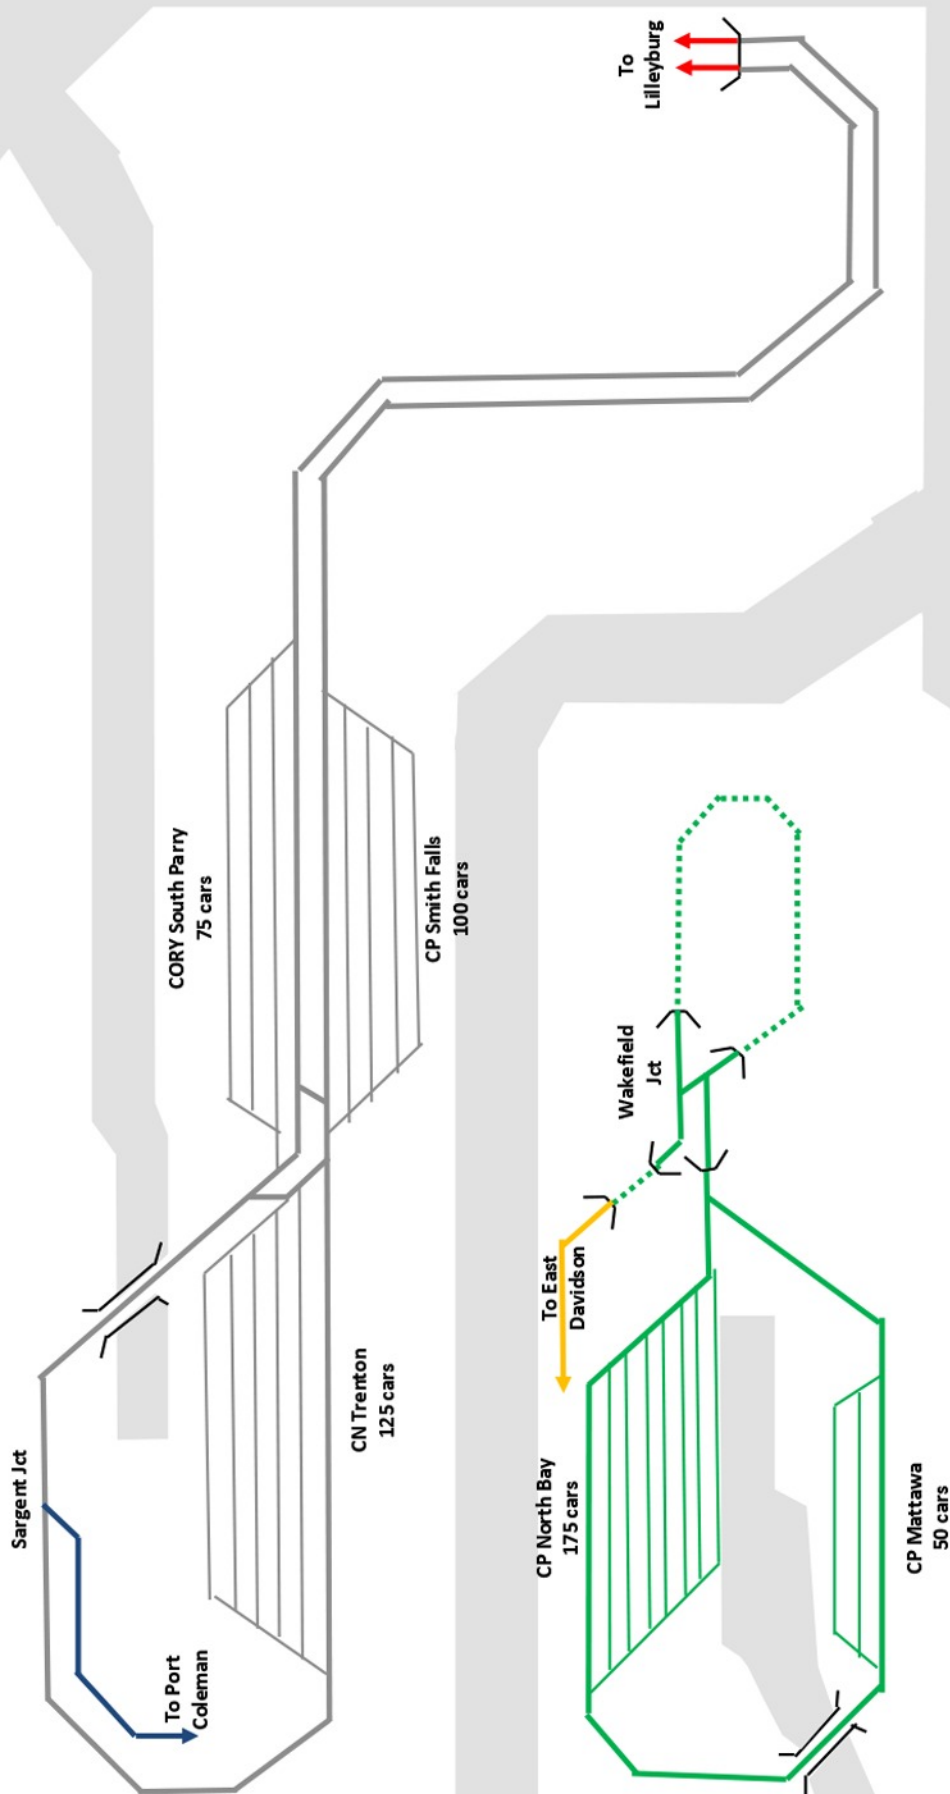 To
Lilleyburg
CORY South Parry
75 cars
CP Smith Falls
100 cars
Wakefield
Jct
To East
Davidson
Sargent Jct
CN Trenton
125 cars
To Port
Coleman
CP North Bay
175 cars
CP Mattawa
50 cars